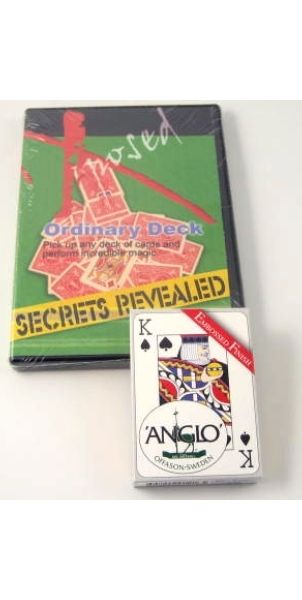 Ordinary Deck
Pick up any deck of cards and
perform incredible magic.
SECRETS REVEALED
K
EMBOSSED FINISH
'ANGLO'
OFFASON-SWEDEN
K